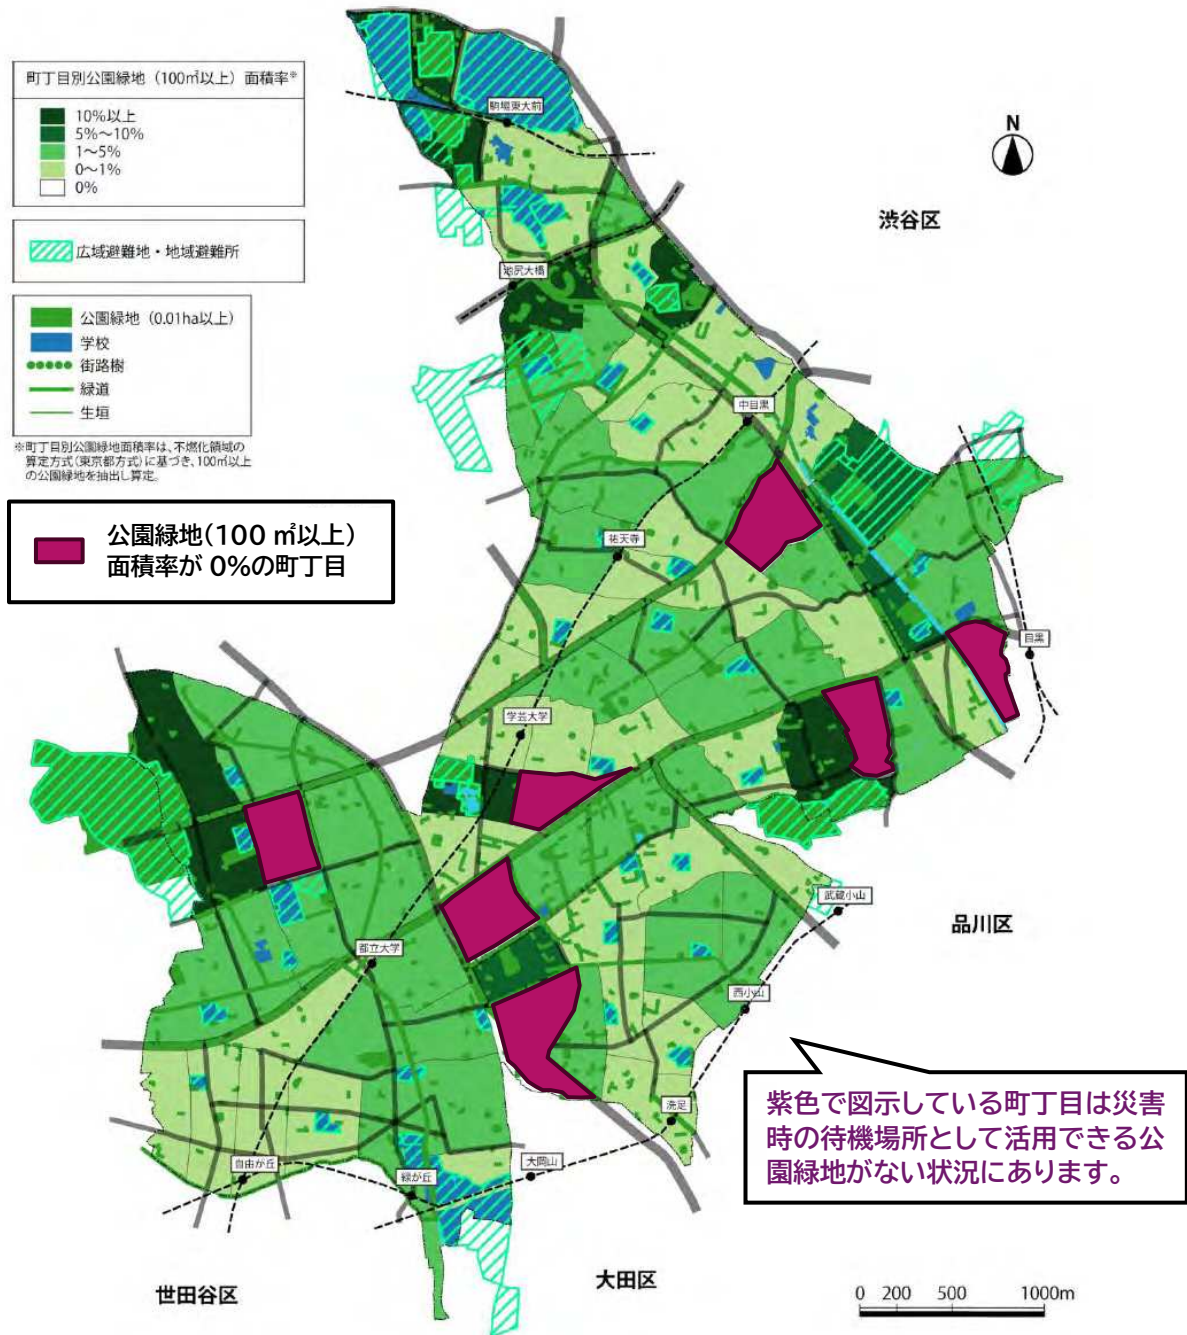 町丁目別公園緑地（100㎡以上）面積率※
10%以上
5%～10%
1～5%
0～1%
0%
広域避難地・地域避難所
公園緑地（0.01ha以上）
学校
街路樹
緑道
生垣
※町丁目別公園緑地面積率は、不燃化領域の
算定方式（東京都方式）に基づき、100㎡以上
の公園緑地を抽出し算定。
公園緑地（100 ㎡以上）
面積率が 0%の町丁目
N
渋谷区
駒場東大前
池尻大橋
中目黒
祐天寺
目黒
学芸大学
武蔵小山
品川区
都立大学
西小山
洗足
大岡山
自由が丘
緑が丘
紫色で図示している町丁目は災害
時の待機場所として活用できる公
園緑地がない状況にあります。
世田谷区
大田区
0 200 500 1000m